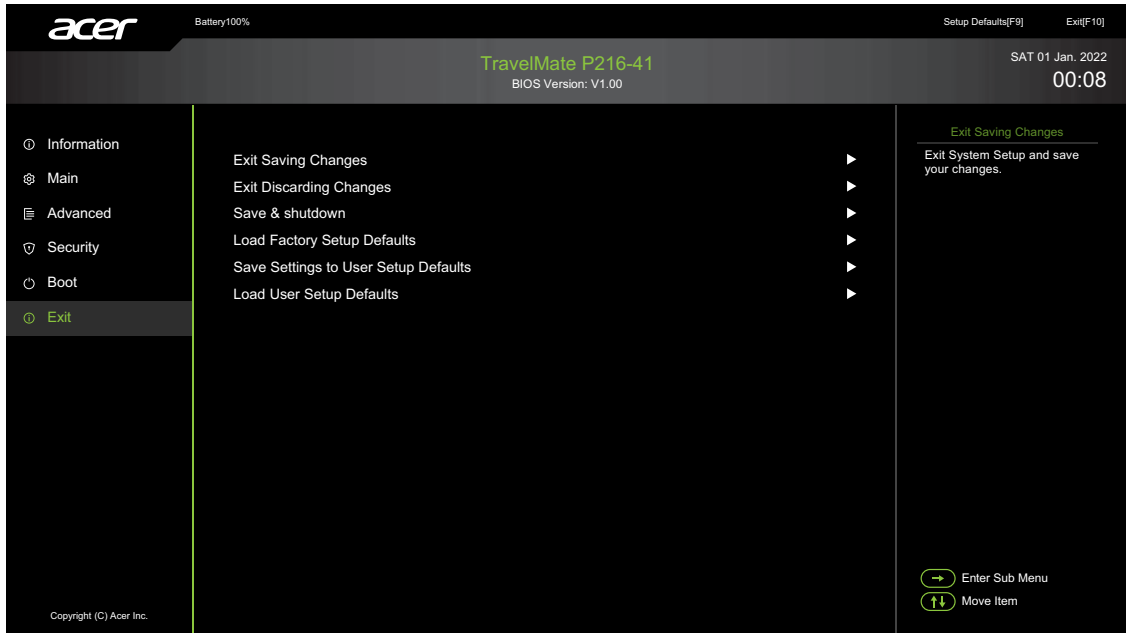 acer
Battery100%
Setup Defaults[F9]
Exit[F10]
TravelMate P216-41
BIOS Version: V1.00
SAT 01 Jan. 2022
00:08
Information
Main
Advanced
Security
Boot
Exit
Exit Saving Changes
Exit Discarding Changes
Save & shutdown
Load Factory Setup Defaults
Save Settings to User Setup Defaults
Load User Setup Defaults
Exit Saving Changes
Exit System Setup and save
your changes.
Enter Sub Menu
Move Item
Copyright (C) Acer Inc.